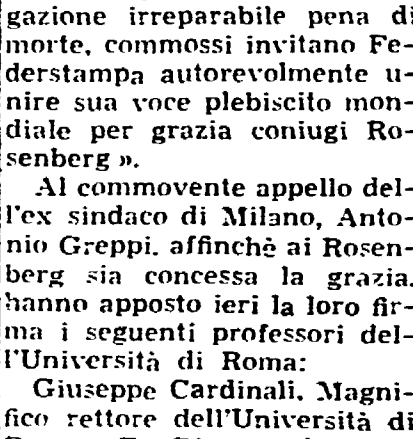 gazione irreparabile pena di
morte, commossi invitano Fe-
derstampa autorevolmente u-
nire sua voce plebiscito mon-
diale per grazia coniugi Ro-
senberg ».
Al commovente appello del-
l'ex sindaco di Milano, Anto-
nio Greppi. affinchè ai Rosen-
berg sia concessa la grazia.
hanno apposto ieri la loro fir-
ma i seguenti professori del-
l'Università di Roma:
Giuseppe Cardinali. Magni-
fico rettore dell'Università di